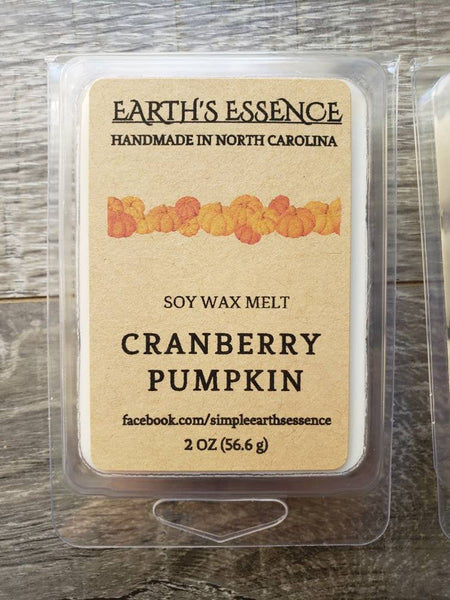 EARTH'S ESSENCE
HANDMADE IN NORTH CAROLINA
SOY WAX MELT
CRANBERRY
PUMPKIN
facebook.com/simpleearthsessence
2 OZ (56.6 g)